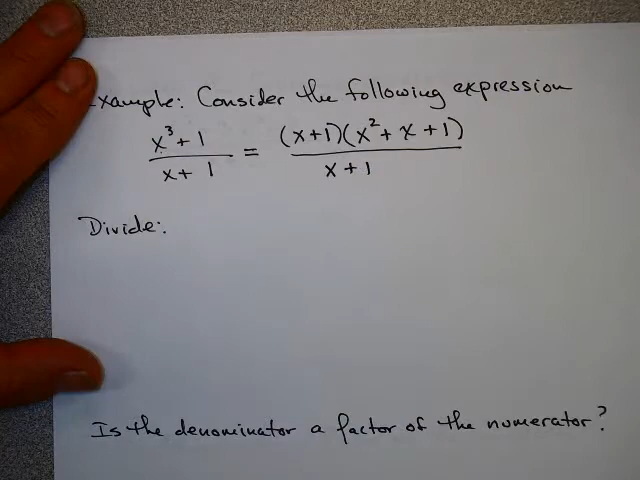 Example: Consider the following expression
x³ + 1 / x + 1 = (x+1)(x² + x + 1) / x + 1
Divide:
Is the denominator a factor of the numerator?